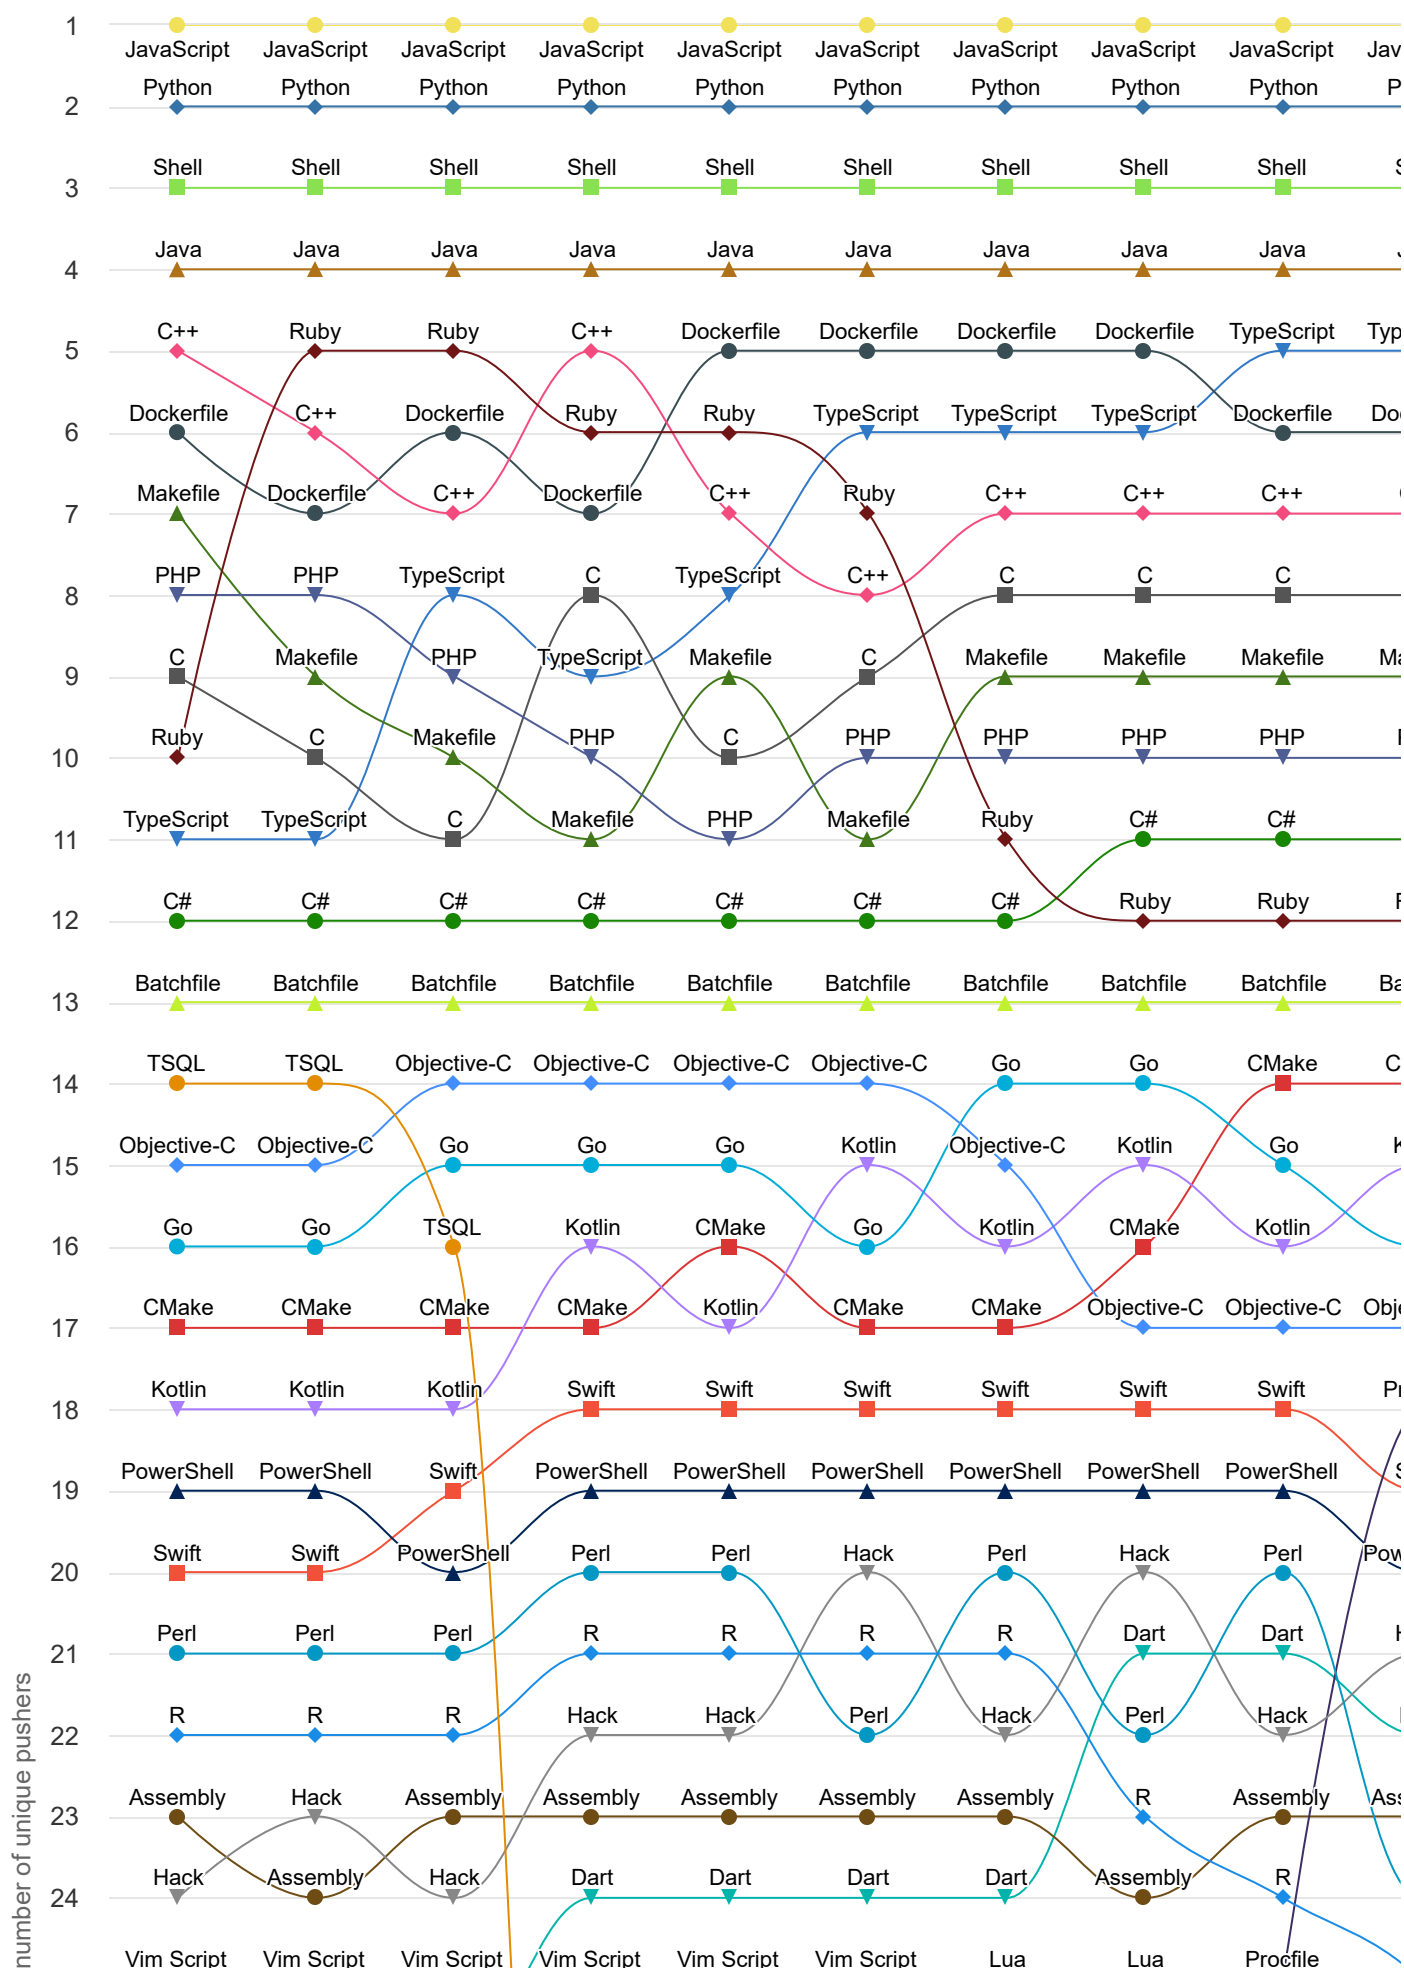 1
JavaScript JavaScript JavaScript JavaScript JavaScript JavaScript JavaScript JavaScript JavaScript Jav
Python Python Python Python Python Python Python Python Python P
2
Shell Shell Shell Shell Shell Shell Shell Shell Shell S
3
Java Java Java Java Java Java Java Java Java J
4
C++ Ruby Ruby C++ Dockerfile Dockerfile Dockerfile Dockerfile TypeScript Typ
5
Dockerfile C++ Dockerfile Ruby Ruby TypeScript TypeScript TypeScript Dockerfile Do
6
Makefile Dockerfile C++ Dockerfile C++ Ruby C++ C++ C++
7
PHP PHP TypeScript C TypeScript C++ C C C
8
C Makefile PHP TypeScript Makefile C Makefile Makefile Makefile Ma
9
Ruby C Makefile PHP C PHP PHP PHP PHP
10
TypeScript TypeScript C Makefile PHP Makefile Ruby C# C#
11
C# C# C# C# C# C# C# Ruby Ruby
12
Batchfile Batchfile Batchfile Batchfile Batchfile Batchfile Batchfile Batchfile Batchfile Ba
13
TSQL TSQL Objective-C Objective-C Objective-C Objective-C Go Go CMake C
14
Objective-C Objective-C Go Go Go Kotlin Objective-C Kotlin Go
15
Go Go TSQL Kotlin CMake Go Kotlin CMake Kotlin
16
CMake CMake CMake CMake Kotlin CMake CMake Objective-C Objective-C Obje
17
Kotlin Kotlin Kotlin Swift Swift Swift Swift Swift Swift Pr
18
PowerShell PowerShell Swift PowerShell PowerShell PowerShell PowerShell PowerShell PowerShell S
19
Swift Swift PowerShell Perl Perl Hack Perl Hack Perl Pow
20
Perl Perl Perl R R R R Dart Dart
21
R R R Hack Hack Perl Hack Perl Hack
22
Assembly Hack Assembly Assembly Assembly Assembly Assembly R Assembly Ass
23
Hack Assembly Hack Dart Dart Dart Dart Assembly R
24
Vim Script Vim Script Vim Script Vim Script Vim Script Vim Script Lua Lua Procfile
number of unique pushers